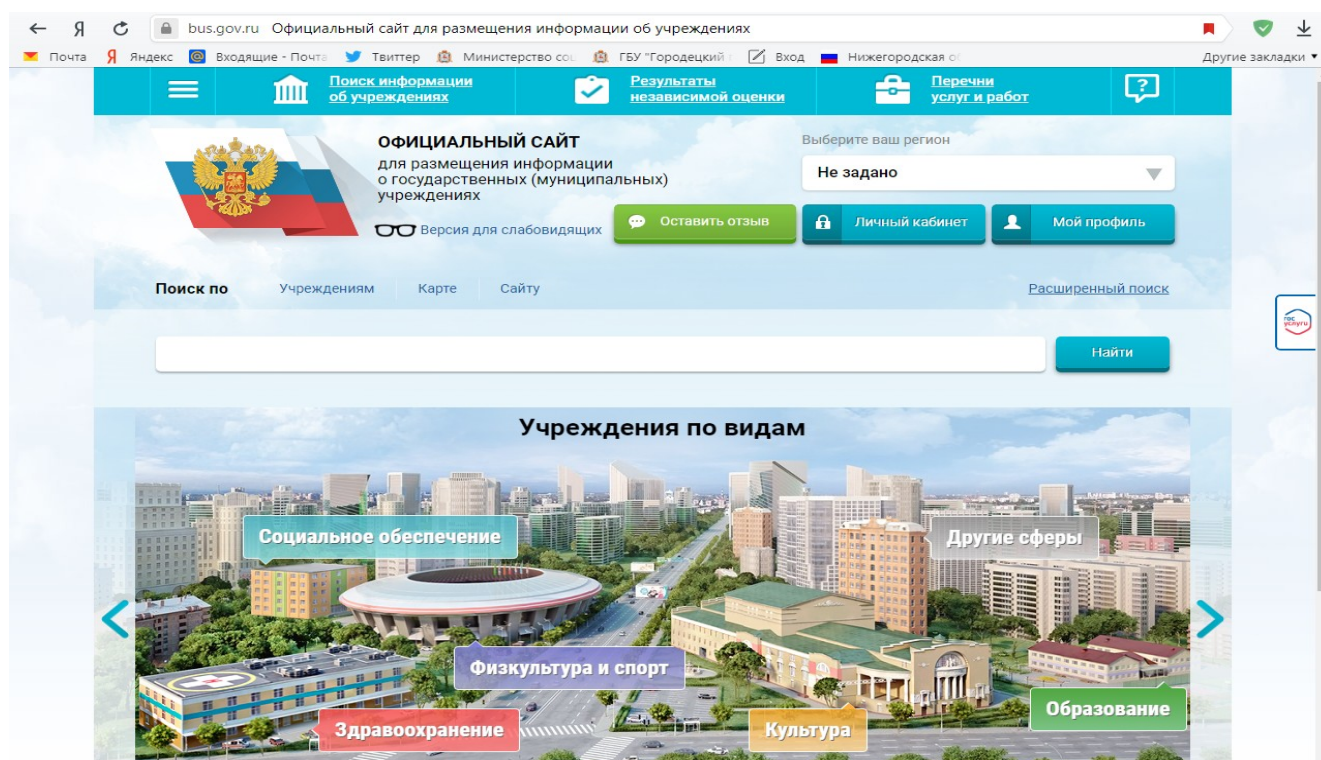 Я bus.gov.ru Официальный сайт для размещения информации об учреждениях
Почта Я Яндекс Входящие - Почта Твиттер Министерство соц ГБУ "Городецкий Вход Нижегородская об Другие закладки
Поиск информации
об учреждениях
Результаты
независимой оценки
Перечни
услуг и работ
ОФИЦИАЛЬНЫЙ САЙТ
для размещения информации
о государственных (муниципальных)
учреждениях
Версия для слабовидящих
Выберите ваш регион
Не задано
Оставить отзыв
Личный кабинет
Мой профиль
Поиск по Учреждениям Карте Сайту Расширенный поиск
гос
услуги
Найти
Учреждения по видам
Социальное обеспечение
Другие сферы
Физкультура и спорт
Образование
Здравоохранение
Культура